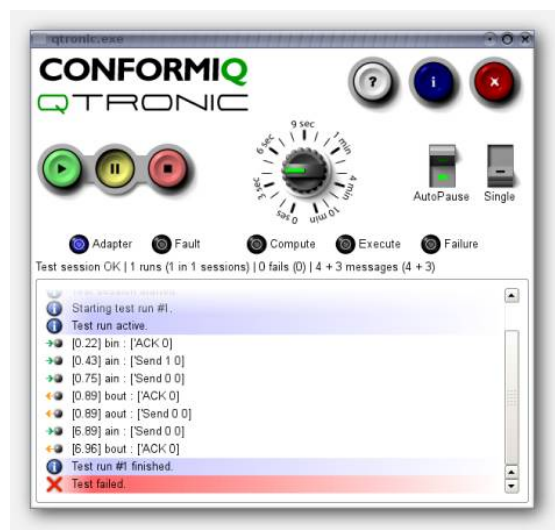 qtronic.exe
CONFORMIQ
QTRONIC
?
i
x
9 sec
6 sec
1 min
3 sec
4 min
0 sec
10 min
AutoPause
Single
Adapter
Fault
Compute
Execute
Failure
Test session OK | 1 runs (1 in 1 sessions) | 0 fails (0) | 4 + 3 messages (4 + 3)
Test session started.
Starting test run #1.
Test run active.
[0.22] bin : ['ACK 0]
[0.43] ain : ['Send 1 0]
[0.75] ain : ['Send 0 0]
[0.89] bout : ['ACK 0]
[0.89] aout : ['Send 0 0]
[6.89] ain : ['Send 0 0]
[6.96] bout : ['ACK 0]
Test run #1 finished.
Test failed.